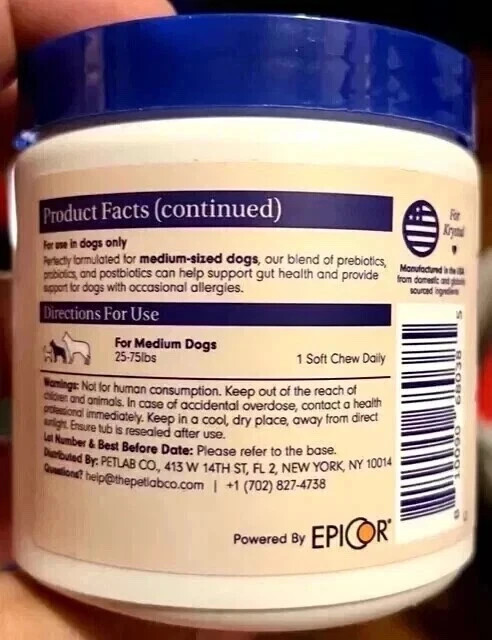 Product Facts (continued)
For use in dogs only
Perfectly formulated for medium-sized dogs, our blend of prebiotics,
probiotics, and postbiotics can help support gut health and provide
support for dogs with occasional allergies.
Directions For Use
For Medium Dogs
25-75lbs
1 Soft Chew Daily
Warnings: Not for human consumption. Keep out of the reach of
children and animals. In case of accidental overdose, contact a health
professional immediately. Keep in a cool, dry place, away from direct
sunlight. Ensure tub is resealed after use.
Lot Number & Best Before Date: Please refer to the base.
Distributed By: PETLAB CO., 413 W 14TH ST, FL 2, NEW YORK, NY 10014
Questions? help@thepetlabco.com | +1 (702) 827-4738
Powered By EPICOR®
For
Krystal
Manufactured in the USA
from domestic and globally
sourced ingredients